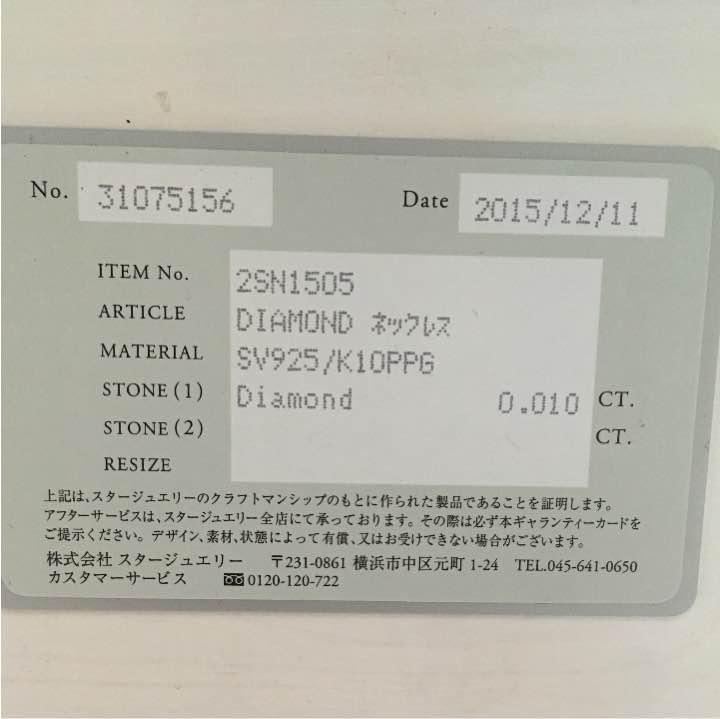 No. 31075156 Date 2015/12/11
ITEM No. 2SN1505
ARTICLE DIAMOND ネックレス
MATERIAL SV925/K10PPG
STONE (1) Diamond 0.010 CT.
STONE (2) CT.
RESIZE
上記は、スタージュエリーのクラフトマンシップのもとに作られた製品であることを証明します。
アフターサービスは、スタージュエリー全店にて承っております。その際は必ず本ギャランティーカードを
ご提示ください。デザイン、素材、状態によって有償、又はお受けできない場合がございます。
株式会社 スタージュエリー 〒231-0861 横浜市中区元町 1-24 TEL.045-641-0650
カスタマーサービス 0120-120-722